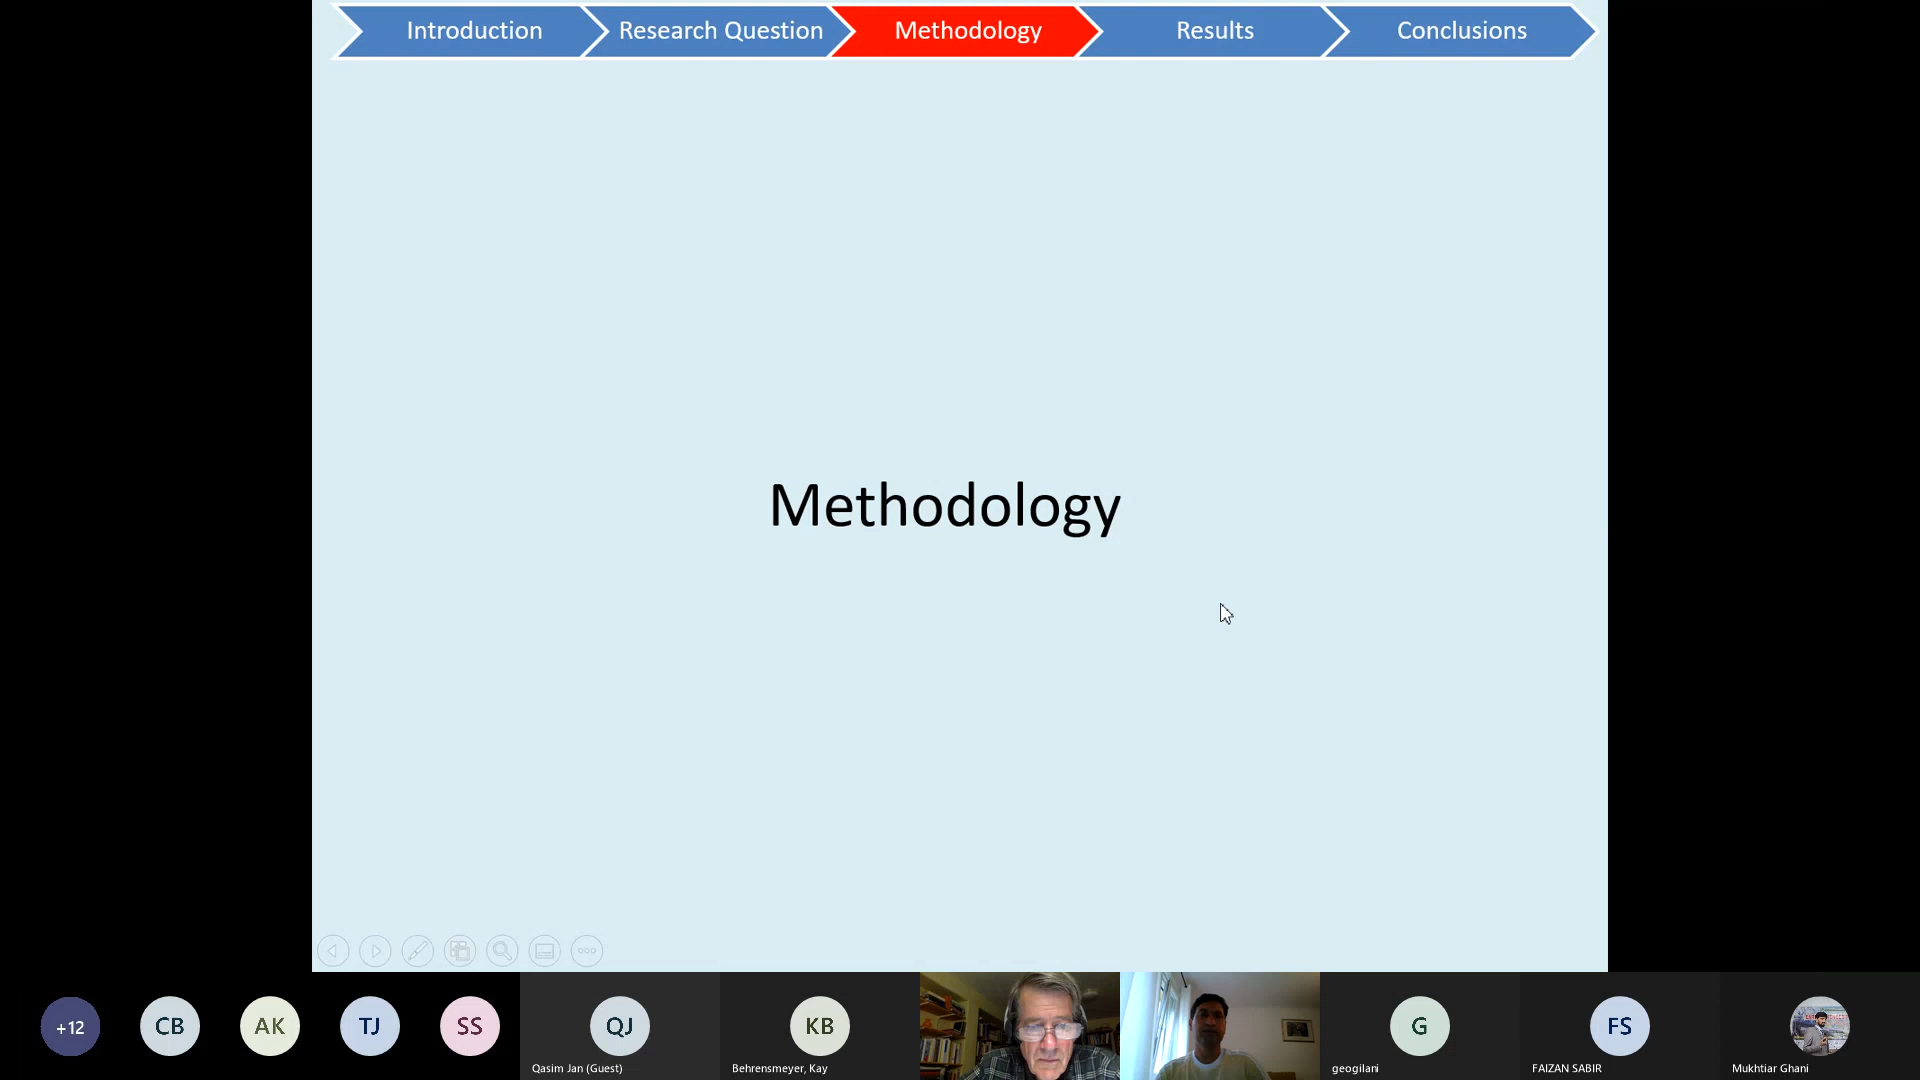 Introduction
Research Question
Methodology
Results
Conclusions
Methodology
+12
CB
AK
TJ
SS
QJ
Qasim Jan (Guest)
KB
Behrensmeyer, Kay
G
geogilani
FS
FAIZAN SABIR
Mukhtiar Ghani